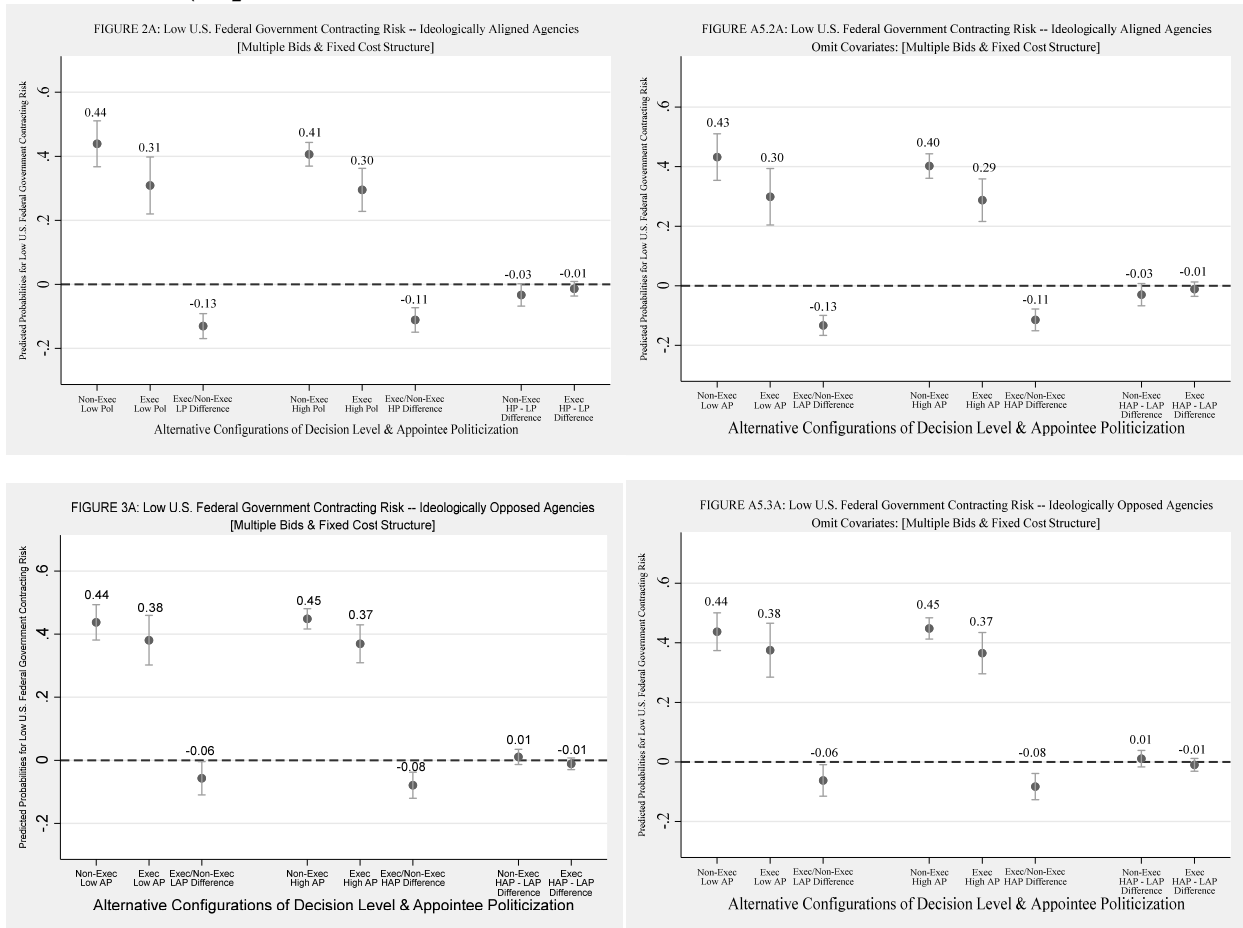 FIGURE 2A: Low U.S. Federal Government Contracting Risk -- Ideologically Aligned Agencies
[Multiple Bids & Fixed Cost Structure]
Predicted Probabilities for Low U.S. Federal Government Contracting Risk
.6
.4
.2
0
-.2
0.44
0.31
-0.13
0.41
0.30
-0.11
-0.03
-0.01
Non-Exec Low Pol
Exec Low Pol
Exec/Non-Exec LP Difference
Non-Exec High Pol
Exec High Pol
Exec/Non-Exec HP Difference
Non-Exec HP - LP Difference
Exec HP - LP Difference
Alternative Configurations of Decision Level & Appointee Politicization
FIGURE A5.2A: Low U.S. Federal Government Contracting Risk -- Ideologically Aligned Agencies
Omit Covariates: [Multiple Bids & Fixed Cost Structure]
Predicted Probabilities for Low U.S. Federal Government Contracting Risk
.6
.4
.2
0
-.2
0.43
0.30
-0.13
0.40
0.29
-0.11
-0.03
-0.01
Non-Exec Low AP
Exec Low AP
Exec/Non-Exec LAP Difference
Non-Exec High AP
Exec High AP
Exec/Non-Exec HAP Difference
Non-Exec HAP - LAP Difference
Exec HAP - LAP Difference
Alternative Configurations of Decision Level & Appointee Politicization
FIGURE 3A: Low U.S. Federal Government Contracting Risk -- Ideologically Opposed Agencies
[Multiple Bids & Fixed Cost Structure]
Predicted Probabilities for Low U.S. Federal Government Contracting Risk
.6
.4
.2
0
-.2
0.44
0.38
-0.06
0.45
0.37
-0.08
0.01
-0.01
Non-Exec Low AP
Exec Low AP
Exec/Non-Exec LAP Difference
Non-Exec High AP
Exec High AP
Exec/Non-Exec HAP Difference
Non-Exec HAP - LAP Difference
Exec HAP - LAP Difference
Alternative Configurations of Decision Level & Appointee Politicization
FIGURE A5.3A: Low U.S. Federal Government Contracting Risk -- Ideologically Opposed Agencies
Omit Covariates: [Multiple Bids & Fixed Cost Structure]
Predicted Probabilities for Low U.S. Federal Government Contracting Risk
.6
.4
.2
0
-.2
0.44
0.38
-0.06
0.45
0.37
-0.08
0.01
-0.01
Non-Exec Low AP
Exec Low AP
Exec/Non-Exec LAP Difference
Non-Exec High AP
Exec High AP
Exec/Non-Exec HAP Difference
Non-Exec HAP - LAP Difference
Exec HAP - LAP Difference
Alternative Configurations of Decision Level & Appointee Politicization